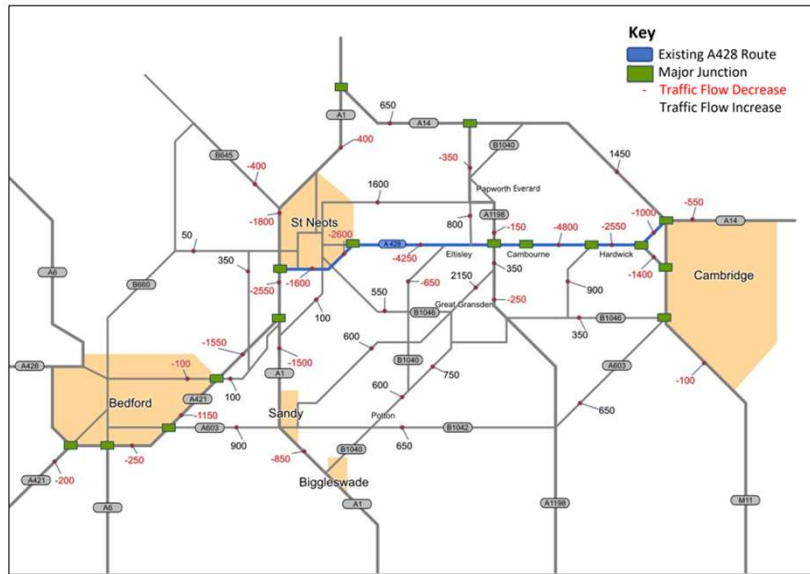 Key
Existing A428 Route
Major Junction
- Traffic Flow Decrease
Traffic Flow Increase
650
A1
A14
-400
-350
B1040
1450
B645
-400
Papworth Everard
1600
-550
-1800
St Neots
A1198
-1000
A14
800
50
-2600
-150
-4800
-2550
A 428
350
-4250
Eltisley
Cambourne
Hardwick
-1400
Cambridge
A6
-2550
-1600
-650
2150
350
550
Great Gransden
-250
900
B660
100
B1046
B1046
350
-1550
600
-1500
A428
-100
A1
B1040
A603
-100
100
600
750
Bedford
A421
-1150
Sandy
Potton
650
A603
900
B1040
650
B1042
-250
-850
-200
Biggleswade
A421
A6
A1
A1198
M11